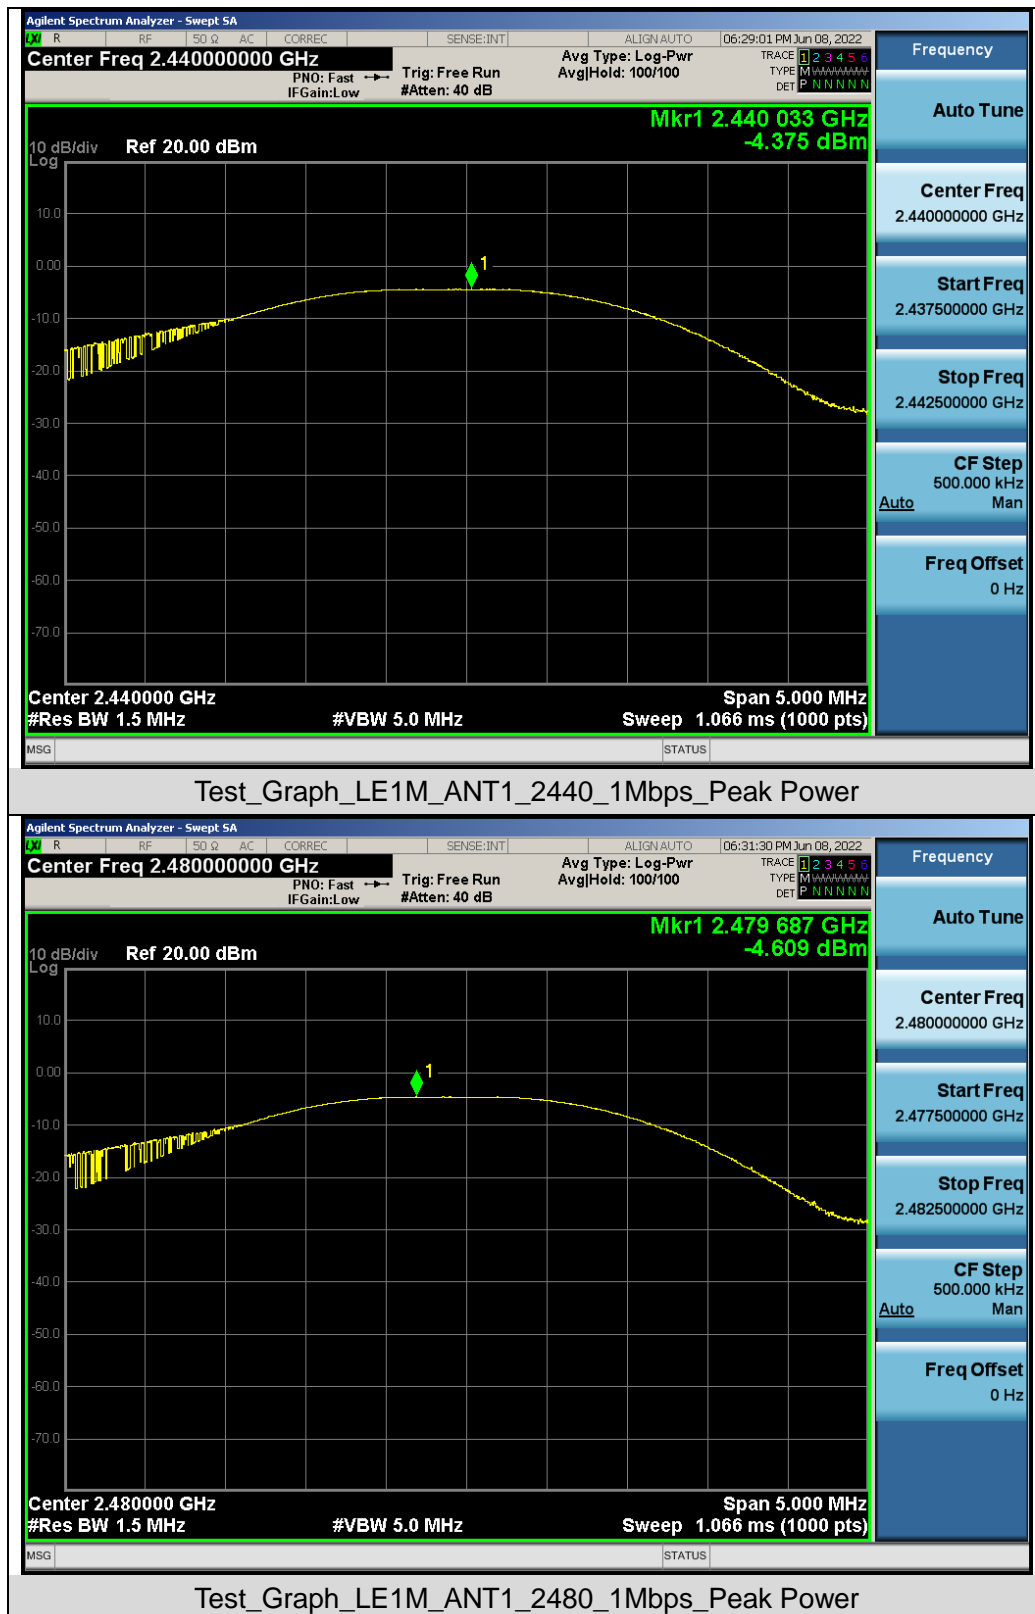 Agilent Spectrum Analyzer - Swept SA
LXI R RF 50 Ω AC CORREC SENSE:INT ALIGN AUTO 06:29:01 PM Jun 08, 2022
Center Freq 2.440000000 GHz
PNO: Fast
IFGain:Low
Trig: Free Run
#Atten: 40 dB
Avg Type: Log-Pwr
Avg|Hold: 100/100
TRACE 1 2 3 4 5 6
TYPE M
DET P N N N N N
Mkr1 2.440 033 GHz
-4.375 dBm
10 dB/div Ref 20.00 dBm
Log
10.0
0.00
1
-10.0
-20.0
-30.0
-40.0
-50.0
-60.0
-70.0
Center 2.440000 GHz Span 5.000 MHz
#Res BW 1.5 MHz #VBW 5.0 MHz Sweep 1.066 ms (1000 pts)
MSG STATUS
Frequency
Auto Tune
Center Freq
2.440000000 GHz
Start Freq
2.437500000 GHz
Stop Freq
2.442500000 GHz
CF Step
500.000 kHz
Auto Man
Freq Offset
0 Hz
Test_Graph_LE1M_ANT1_2440_1Mbps_Peak Power
Agilent Spectrum Analyzer - Swept SA
LXI R RF 50 Ω AC CORREC SENSE:INT ALIGN AUTO 06:31:30 PM Jun 08, 2022
Center Freq 2.480000000 GHz
PNO: Fast
IFGain:Low
Trig: Free Run
#Atten: 40 dB
Avg Type: Log-Pwr
Avg|Hold: 100/100
TRACE 1 2 3 4 5 6
TYPE M
DET P N N N N N
Mkr1 2.479 687 GHz
-4.609 dBm
10 dB/div Ref 20.00 dBm
Log
10.0
0.00
1
-10.0
-20.0
-30.0
-40.0
-50.0
-60.0
-70.0
Center 2.480000 GHz Span 5.000 MHz
#Res BW 1.5 MHz #VBW 5.0 MHz Sweep 1.066 ms (1000 pts)
MSG STATUS
Frequency
Auto Tune
Center Freq
2.480000000 GHz
Start Freq
2.477500000 GHz
Stop Freq
2.482500000 GHz
CF Step
500.000 kHz
Auto Man
Freq Offset
0 Hz
Test_Graph_LE1M_ANT1_2480_1Mbps_Peak Power